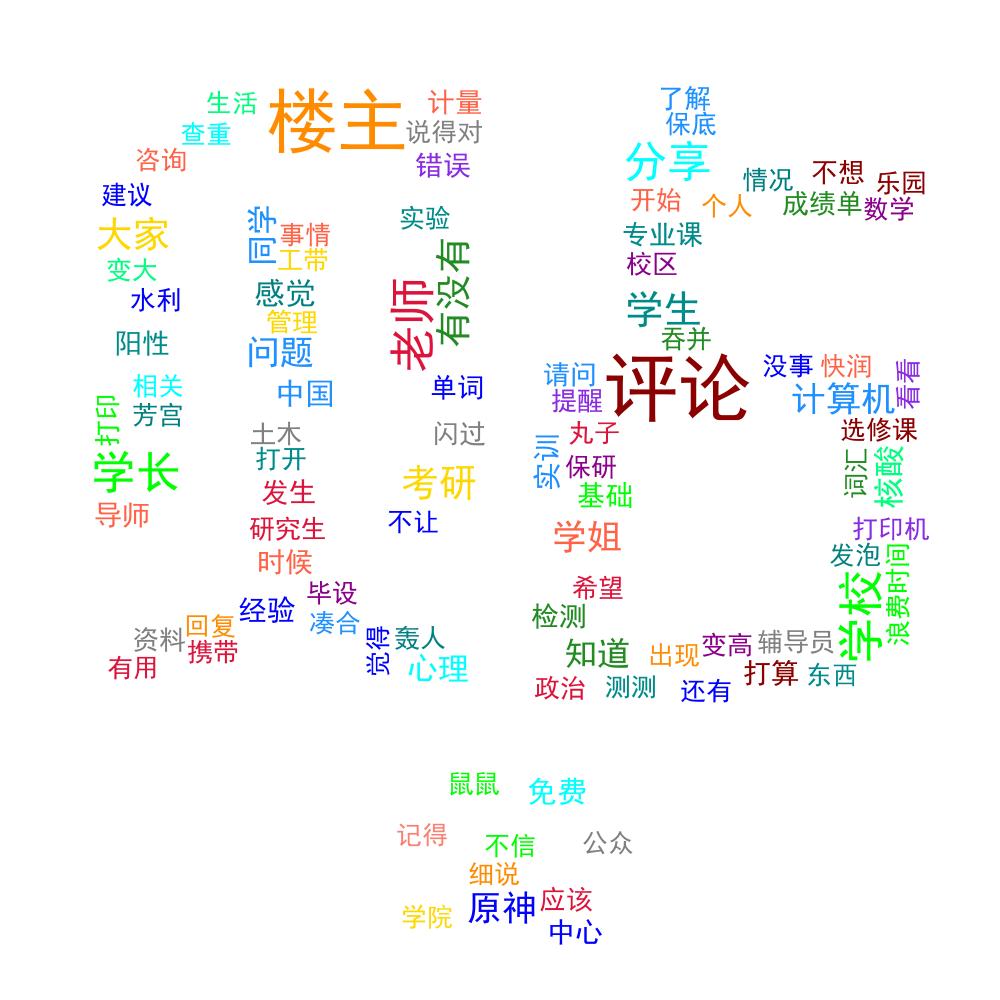 生活
楼主
计量
查重
说得对
咨询
错误
建议
大家
同学
事情
实验
工带
变大
水利
感觉
老师
有没有
管理
阳性
问题
相关
中国
单词
打印
芳宫
土木
闪过
学长
打开
考研
发生
导师
研究生
不让
时候
毕设
经验
凑合
资料
回复
觉得
轰人
有用
携带
心理
了解
保底
分享
情况
不想
乐园
开始
个人
成绩单
数学
专业课
校区
学生
吞并
请问
评论
没事
快润
看看
提醒
计算机
丸子
选修课
实训
保研
词汇
核酸
基础
学姐
打印机
发泡
希望
学校
浪费时间
检测
知道
出现
变高
辅导员
政治
测测
还有
打算
东西
鼠鼠
免费
记得
不信
公众
细说
学院
原神
应该
中心